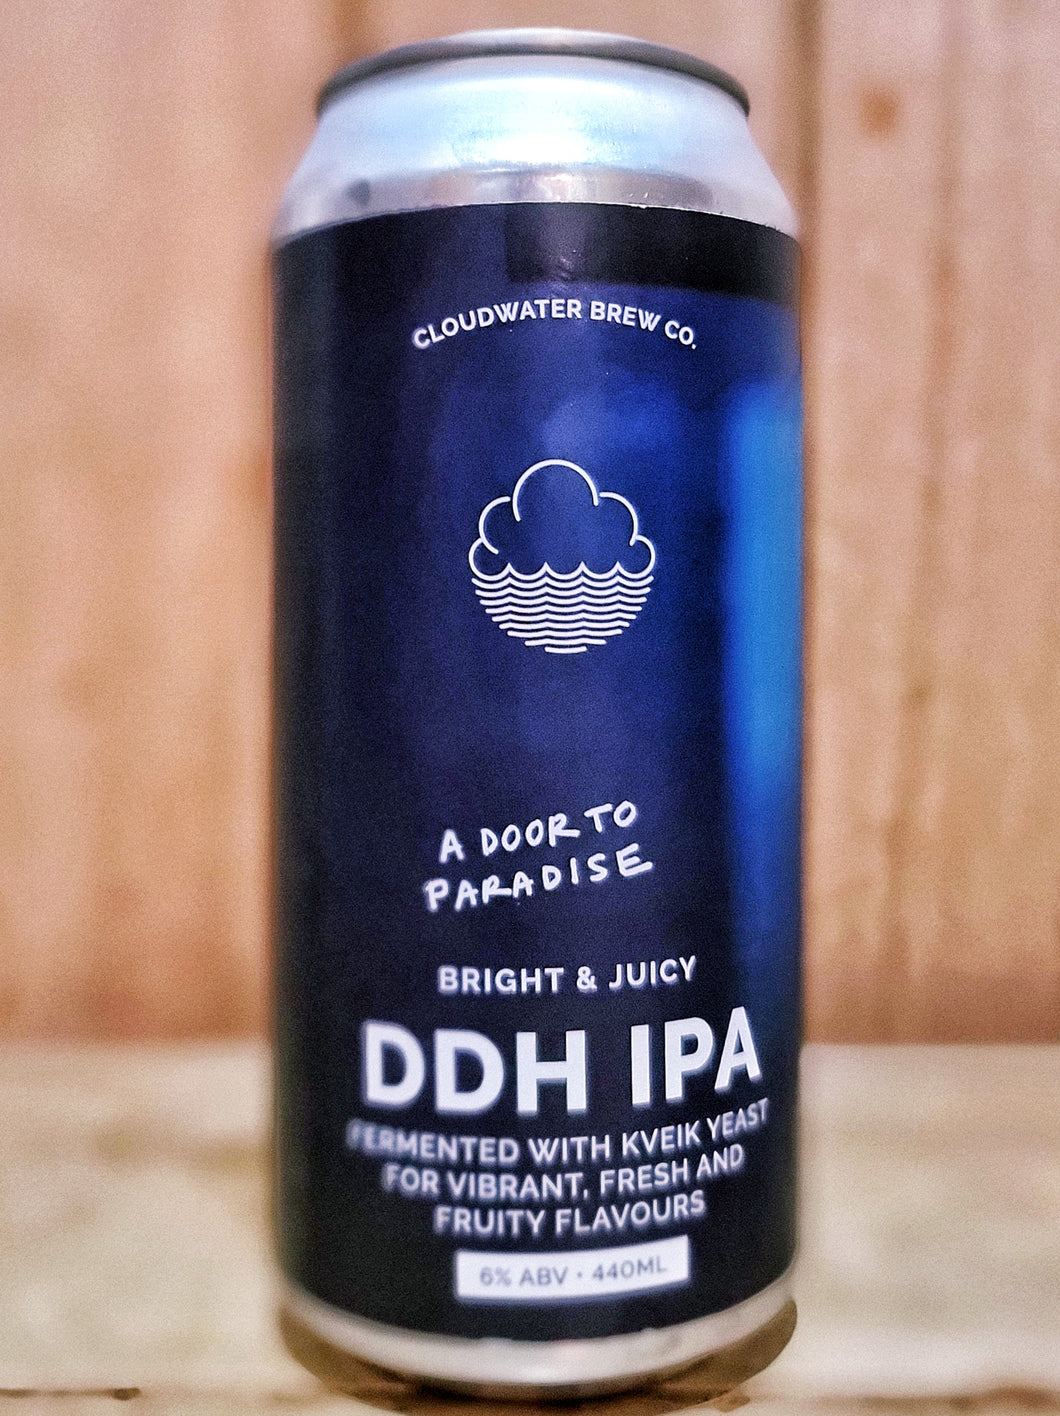 CLOUDWATER BREW CO.
A DOOR TO
PARADISE
BRIGHT & JUICY
DDH IPA
FERMENTED WITH KVEIK YEAST
FOR VIBRANT, FRESH AND
FRUITY FLAVOURS
6% ABV · 440ML